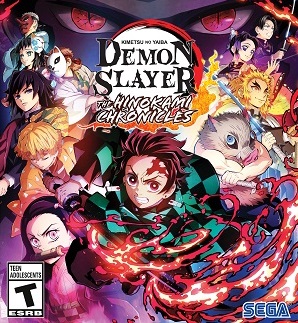 KIMETSU NO YAIBA
DEMON
SLAYER
THE HINOKAMI
CHRONICLES
TEEN
ADOLESCENTS
T
ESRB
SEGA